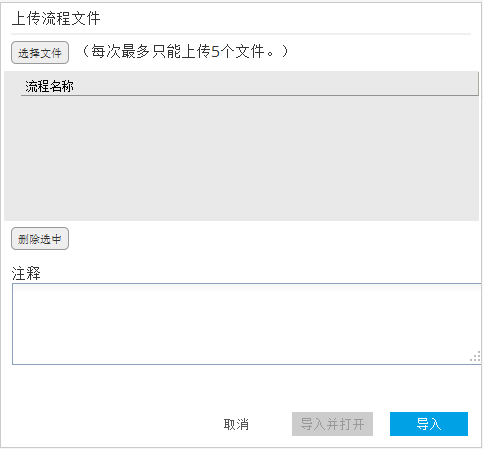 上传流程文件
选择文件 （每次最多只能上传5个文件。）
流程名称
删除选中
注释
取消 导入并打开 导入